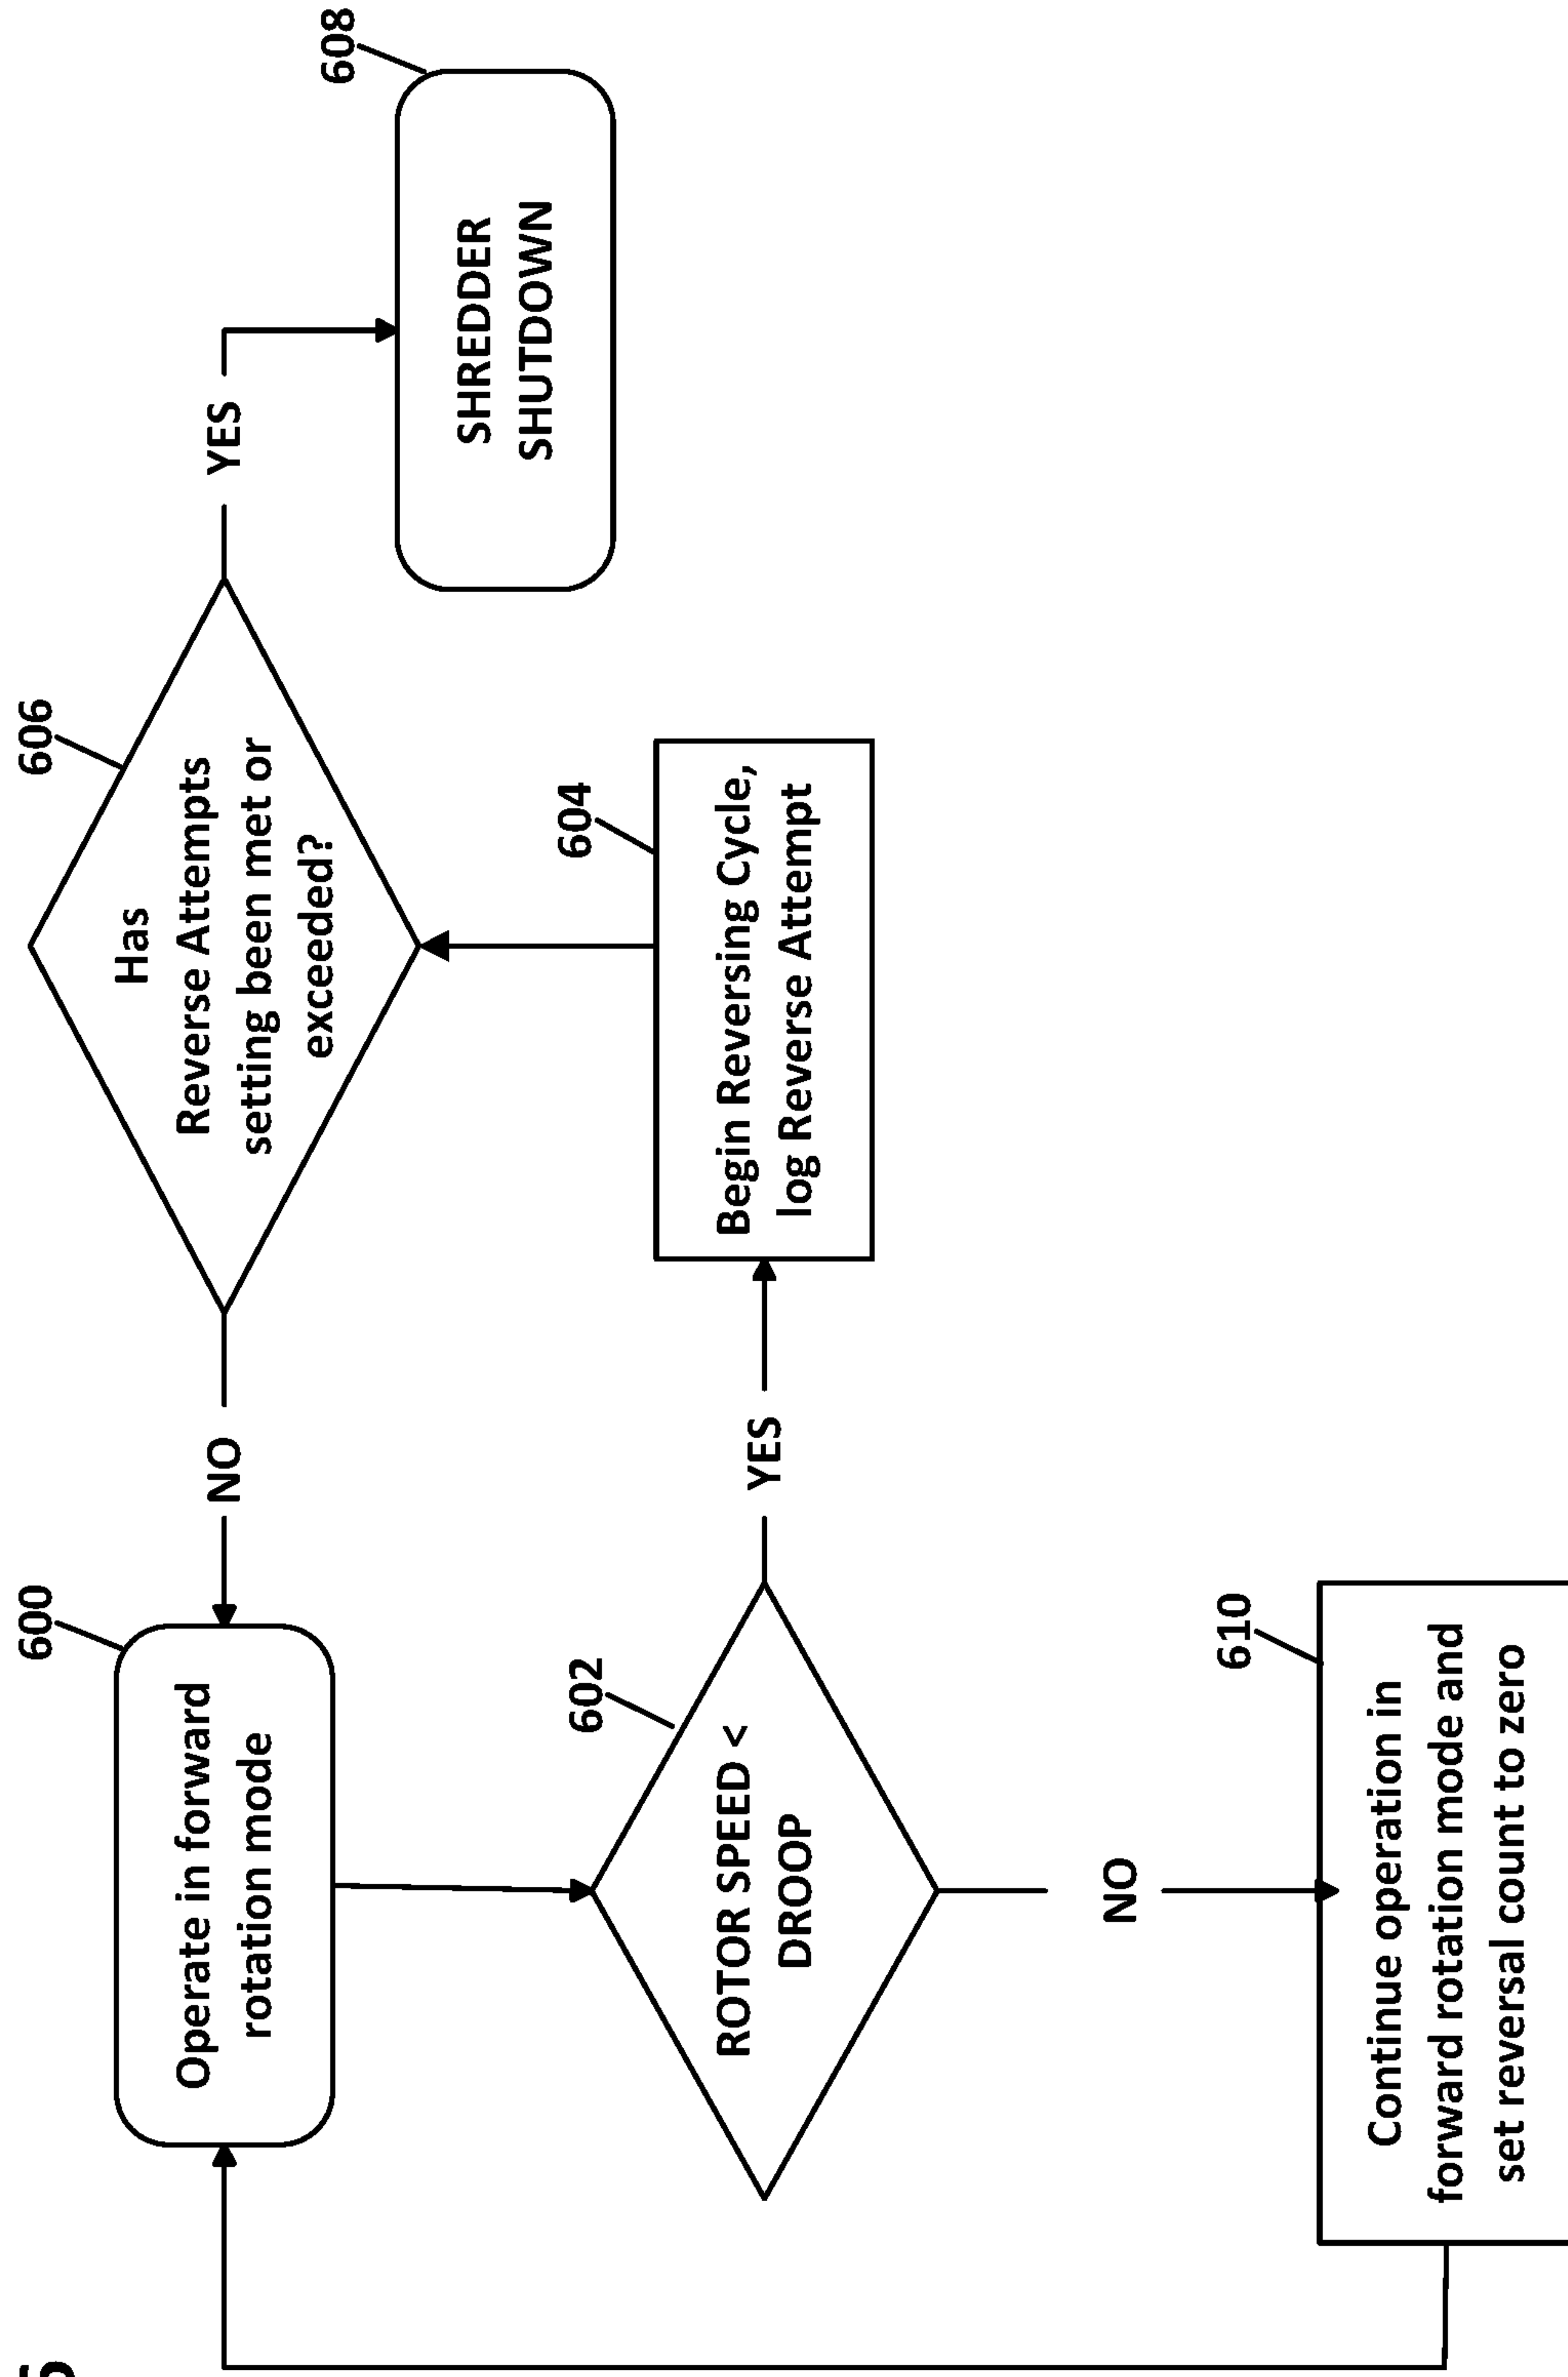 600
Operate in forward
rotation mode
NO
606
Has
Reverse Attempts
setting been met or
exceeded?
YES
608
SHREDDER
SHUTDOWN
602
ROTOR SPEED <
DROOP
YES
604
Begin Reversing Cycle,
log Reverse Attempt
NO
610
Continue operation in
forward rotation mode and
set reversal count to zero